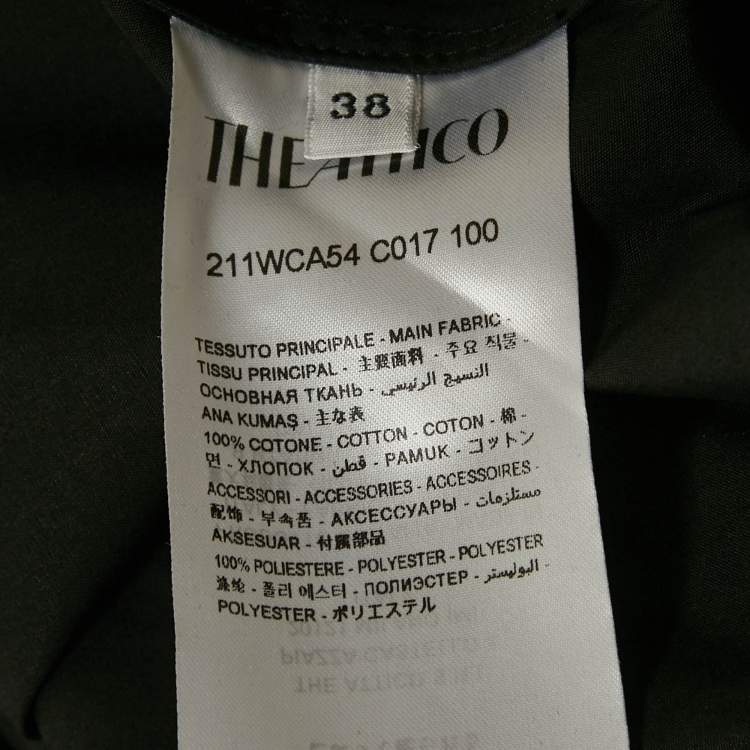 38
THE ATTICO
211WCA54 C017 100
TESSUTO PRINCIPALE - MAIN FABRIC -
TISSU PRINCIPAL - 主要面料 - 주요 직물 -
ОСНОВНАЯ ТКАНЬ - النسيج الرئيسي -
ANA KUMAŞ - 主な表
100% COTONE - COTTON - COTON - 棉 -
면 - ХЛОПОК - قطن - PAMUK - コットン
ACCESSORI - ACCESSORIES - ACCESSOIRES -
配饰 - 부속품 - АКСЕССУАРЫ - مستلزمات -
AKSESUAR - 付属部品
100% POLIESTERE - POLYESTER - POLYESTER
涤纶 - 폴리 에스터 - ПОЛИЭСТЕР - البوليستر -
POLYESTER - ポリエステル